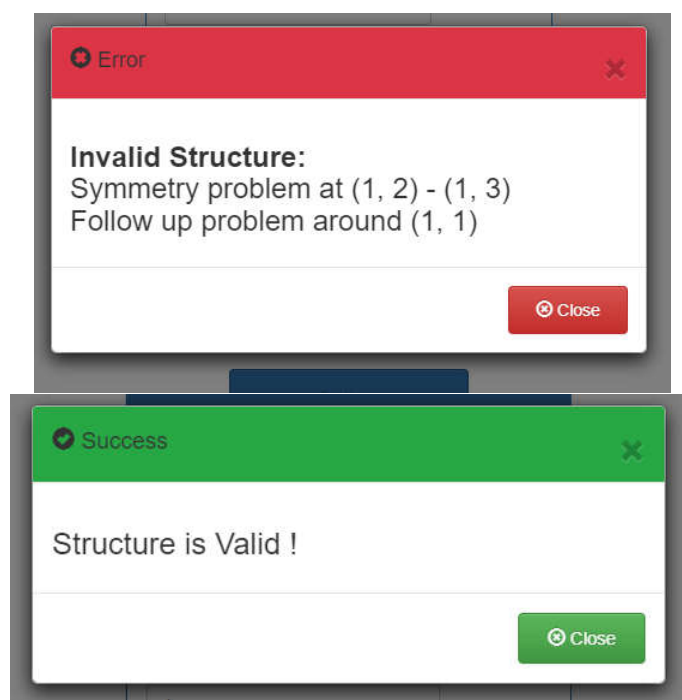 Error
Invalid Structure:
Symmetry problem at (1, 2) - (1, 3)
Follow up problem around (1, 1)
Close
Success
Structure is Valid !
Close